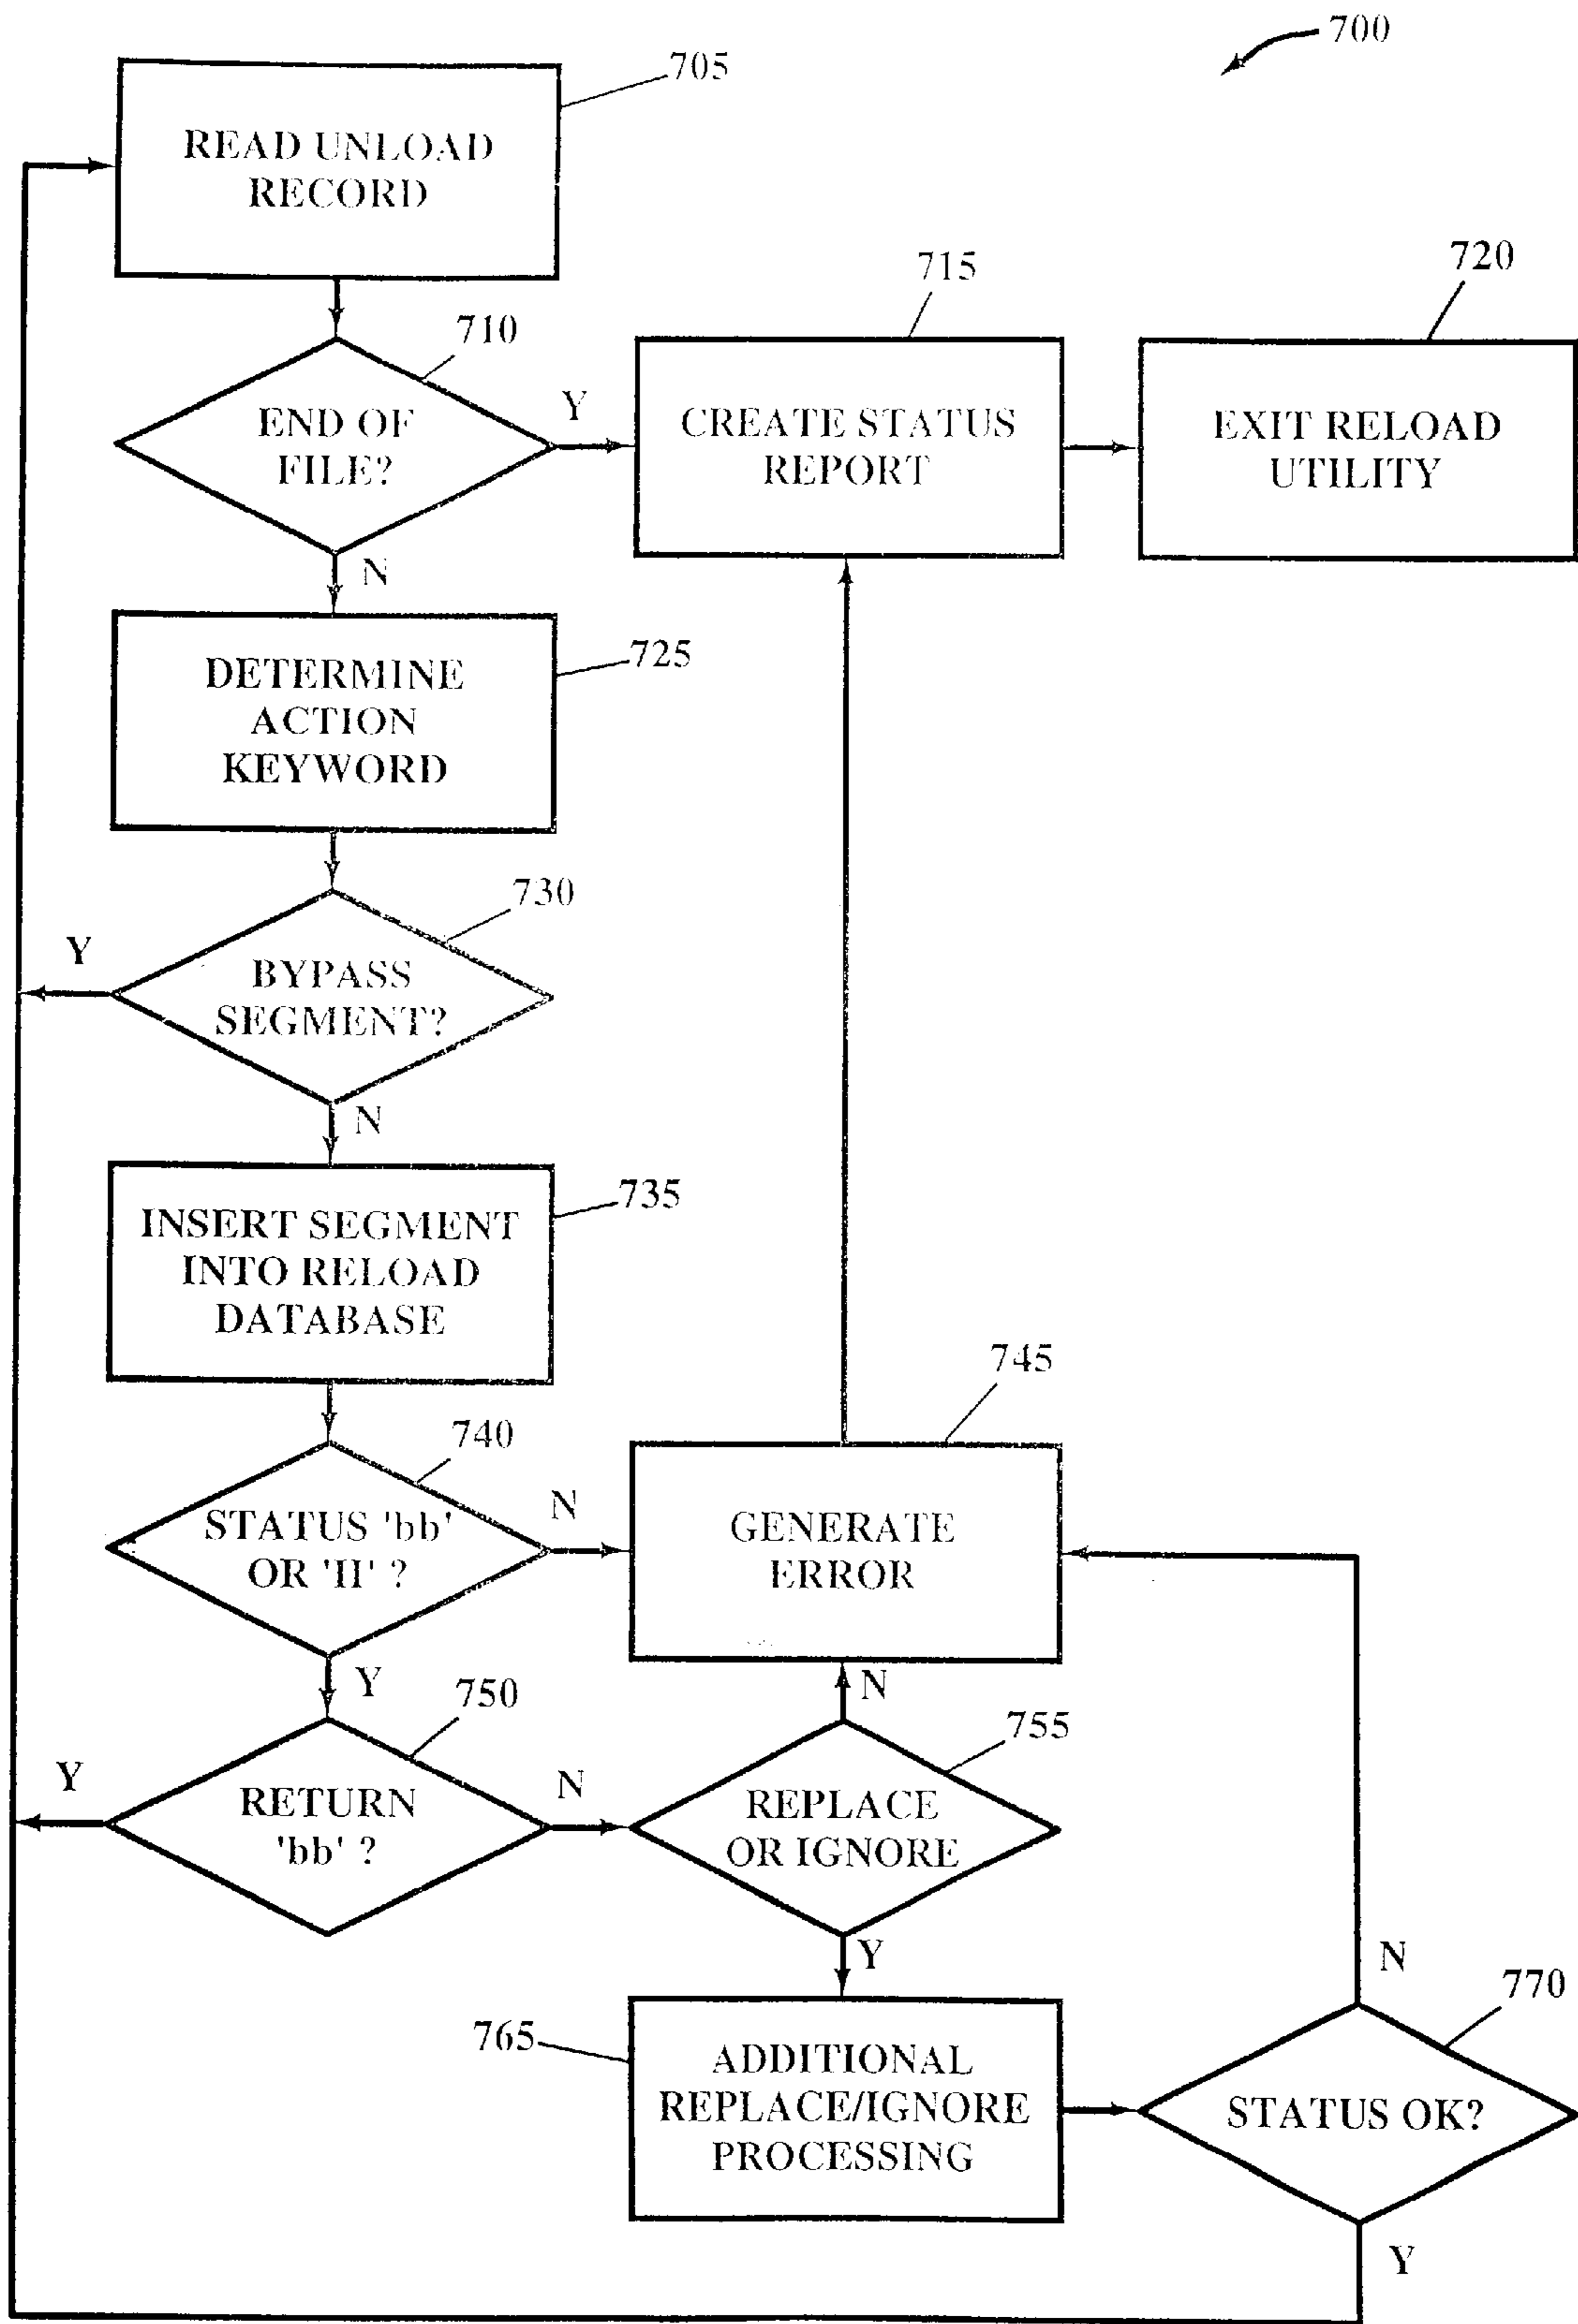 700
705
READ UNLOAD
RECORD
710
END OF
FILE?
Y
N
715
CREATE STATUS
REPORT
720
EXIT RELOAD
UTILITY
725
DETERMINE
ACTION
KEYWORD
730
BYPASS
SEGMENT?
Y
N
735
INSERT SEGMENT
INTO RELOAD
DATABASE
740
STATUS 'bb'
OR 'II' ?
N
Y
745
GENERATE
ERROR
750
RETURN
'bb' ?
Y
N
755
REPLACE
OR IGNORE
N
Y
765
ADDITIONAL
REPLACE/IGNORE
PROCESSING
770
STATUS OK?
N
Y